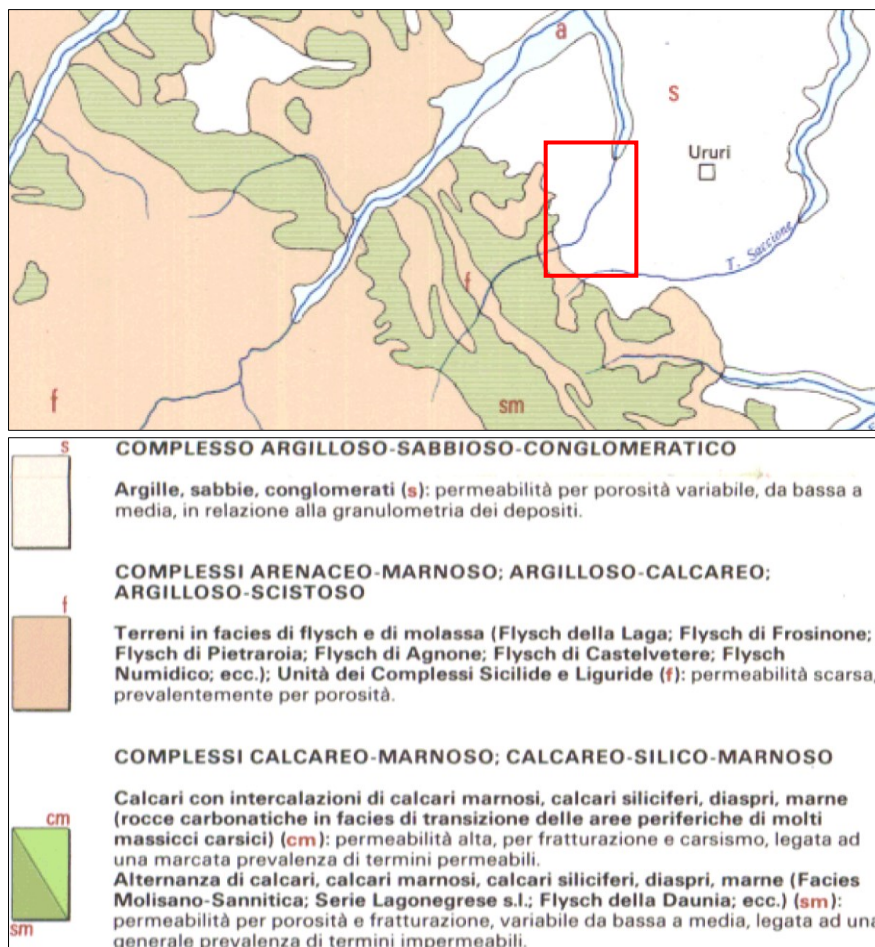 a
s
Ururi
T. Saccione
f
f
sm
s
COMPLESSO ARGILLOSO-SABBIOSO-CONGLOMERATICO
Argille, sabbie, conglomerati (s): permeabilità per porosità variabile, da bassa a
media, in relazione alla granulometria dei depositi.
f
COMPLESSI ARENACEO-MARNOSO; ARGILLOSO-CALCAREO;
ARGILLOSO-SCISTOSO
Terreni in facies di flysch e di molassa (Flysch della Laga; Flysch di Frosinone;
Flysch di Pietraroia; Flysch di Agnone; Flysch di Castelvetere; Flysch
Numidico; ecc.); Unità dei Complessi Sicilide e Liguride (f): permeabilità scarsa,
prevalentemente per porosità.
COMPLESSI CALCAREO-MARNOSO; CALCAREO-SILICO-MARNOSO
cm
sm
Calcari con intercalazioni di calcari marnosi, calcari siliciferi, diaspri, marne
(rocce carbonatiche in facies di transizione delle aree periferiche di molti
massicci carsici) (cm): permeabilità alta, per fratturazione e carsismo, legata ad
una marcata prevalenza di termini permeabili.
Alternanza di calcari, calcari marnosi, calcari siliciferi, diaspri, marne (Facies
Molisano-Sannitica; Serie Lagonegrese s.l.; Flysch della Daunia; ecc.) (sm):
permeabilità per porosità e fratturazione, variabile da bassa a media, legata ad una
generale prevalenza di termini impermeabili.